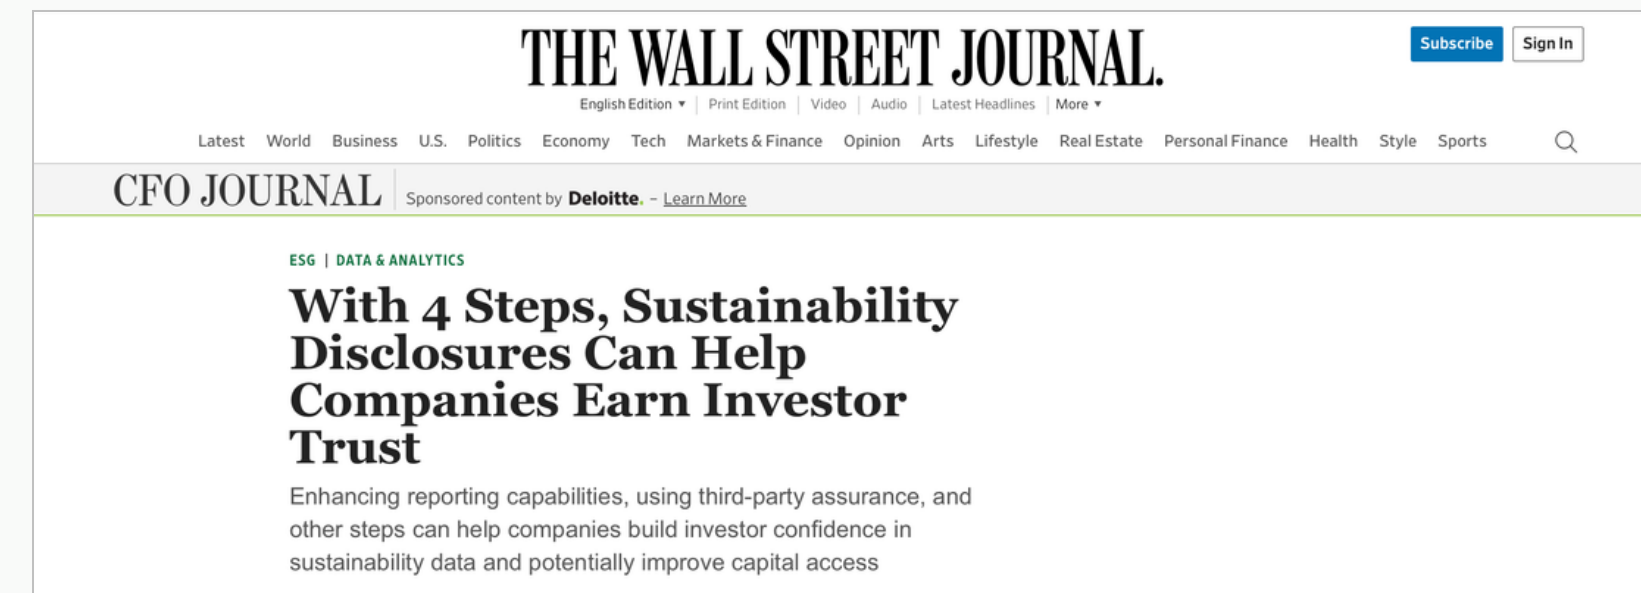 THE WALL STREET JOURNAL.
Subscribe Sign In
English Edition ▼ | Print Edition | Video | Audio | Latest Headlines | More ▼
Latest World Business U.S. Politics Economy Tech Markets & Finance Opinion Arts Lifestyle Real Estate Personal Finance Health Style Sports
CFO JOURNAL | Sponsored content by Deloitte. – Learn More
ESG | DATA & ANALYTICS
With 4 Steps, Sustainability
Disclosures Can Help
Companies Earn Investor
Trust
Enhancing reporting capabilities, using third-party assurance, and
other steps can help companies build investor confidence in
sustainability data and potentially improve capital access